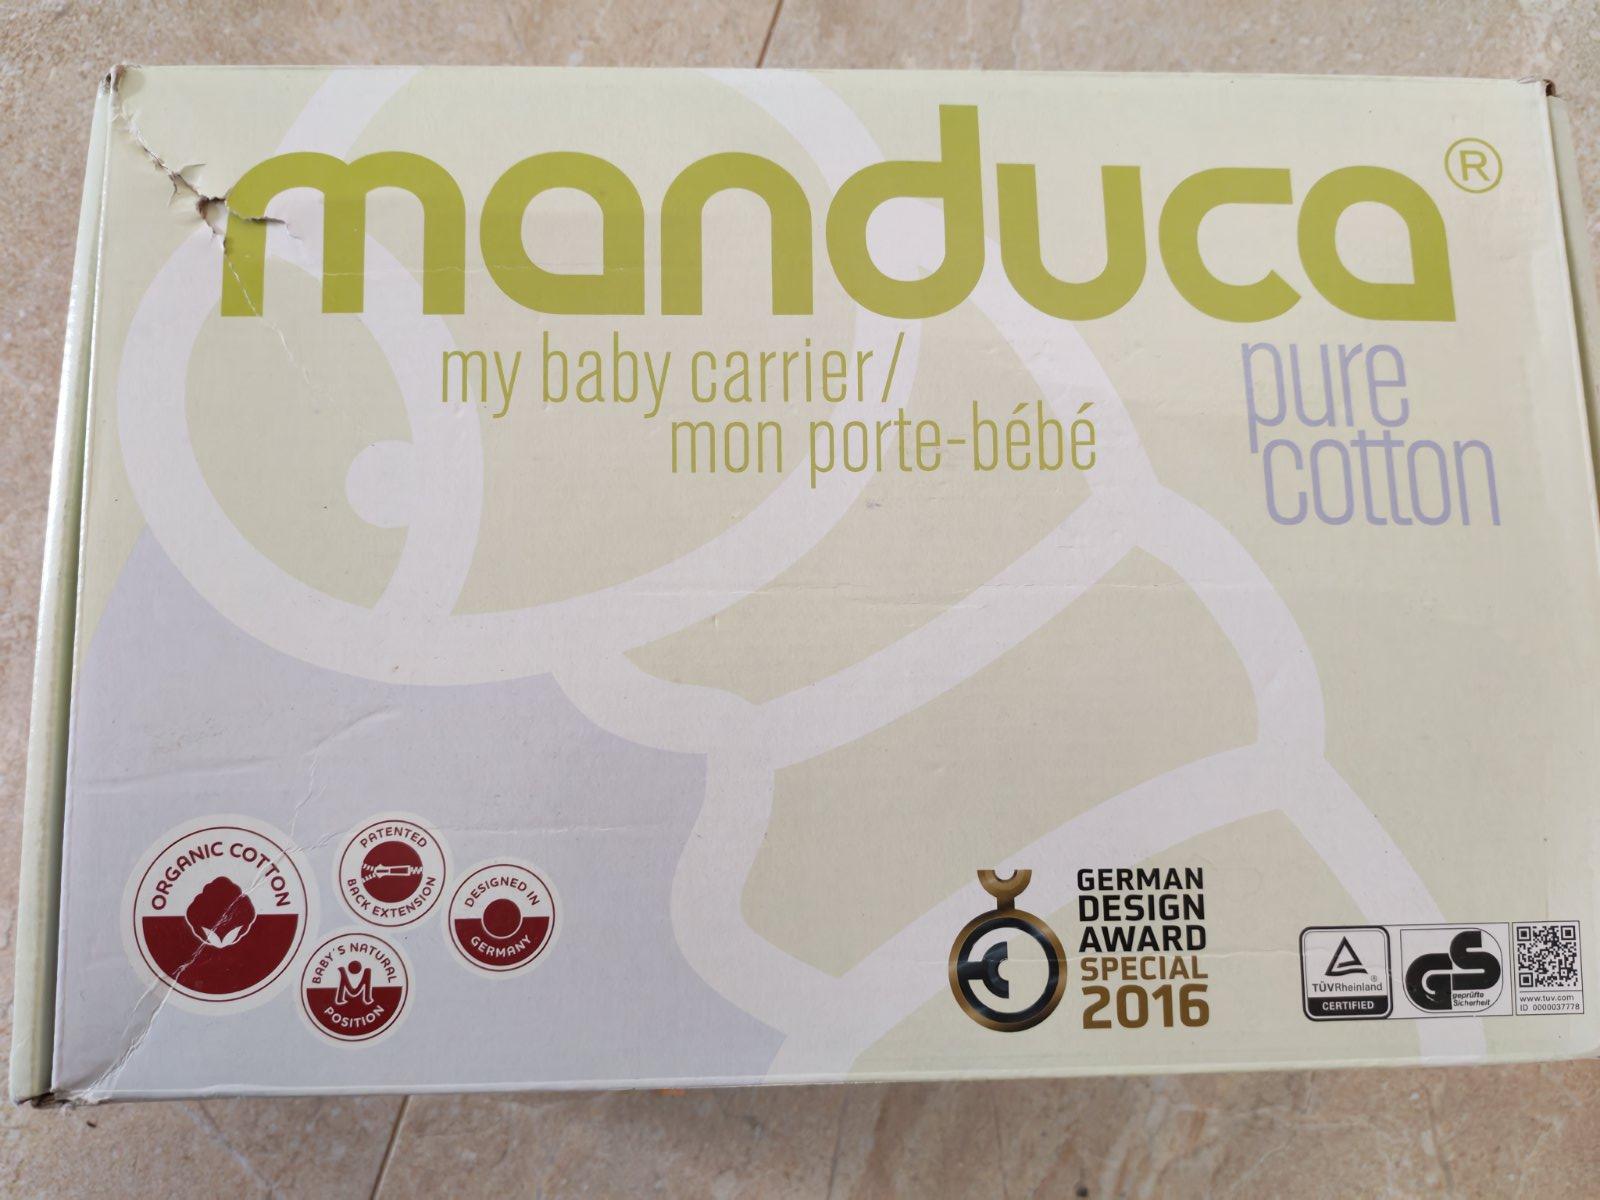 manduca®
my baby carrier/
mon porte-bébé
pure
cotton
ORGANIC COTTON
PATENTED
BACK EXTENSION
DESIGNED IN
GERMANY
BABY'S NATURAL
POSITION
GERMAN
DESIGN
AWARD
SPECIAL
2016
TÜVRheinland®
CERTIFIED
GS
geprüfte
Sicherheit
www.tuv.com
ID 0000037778